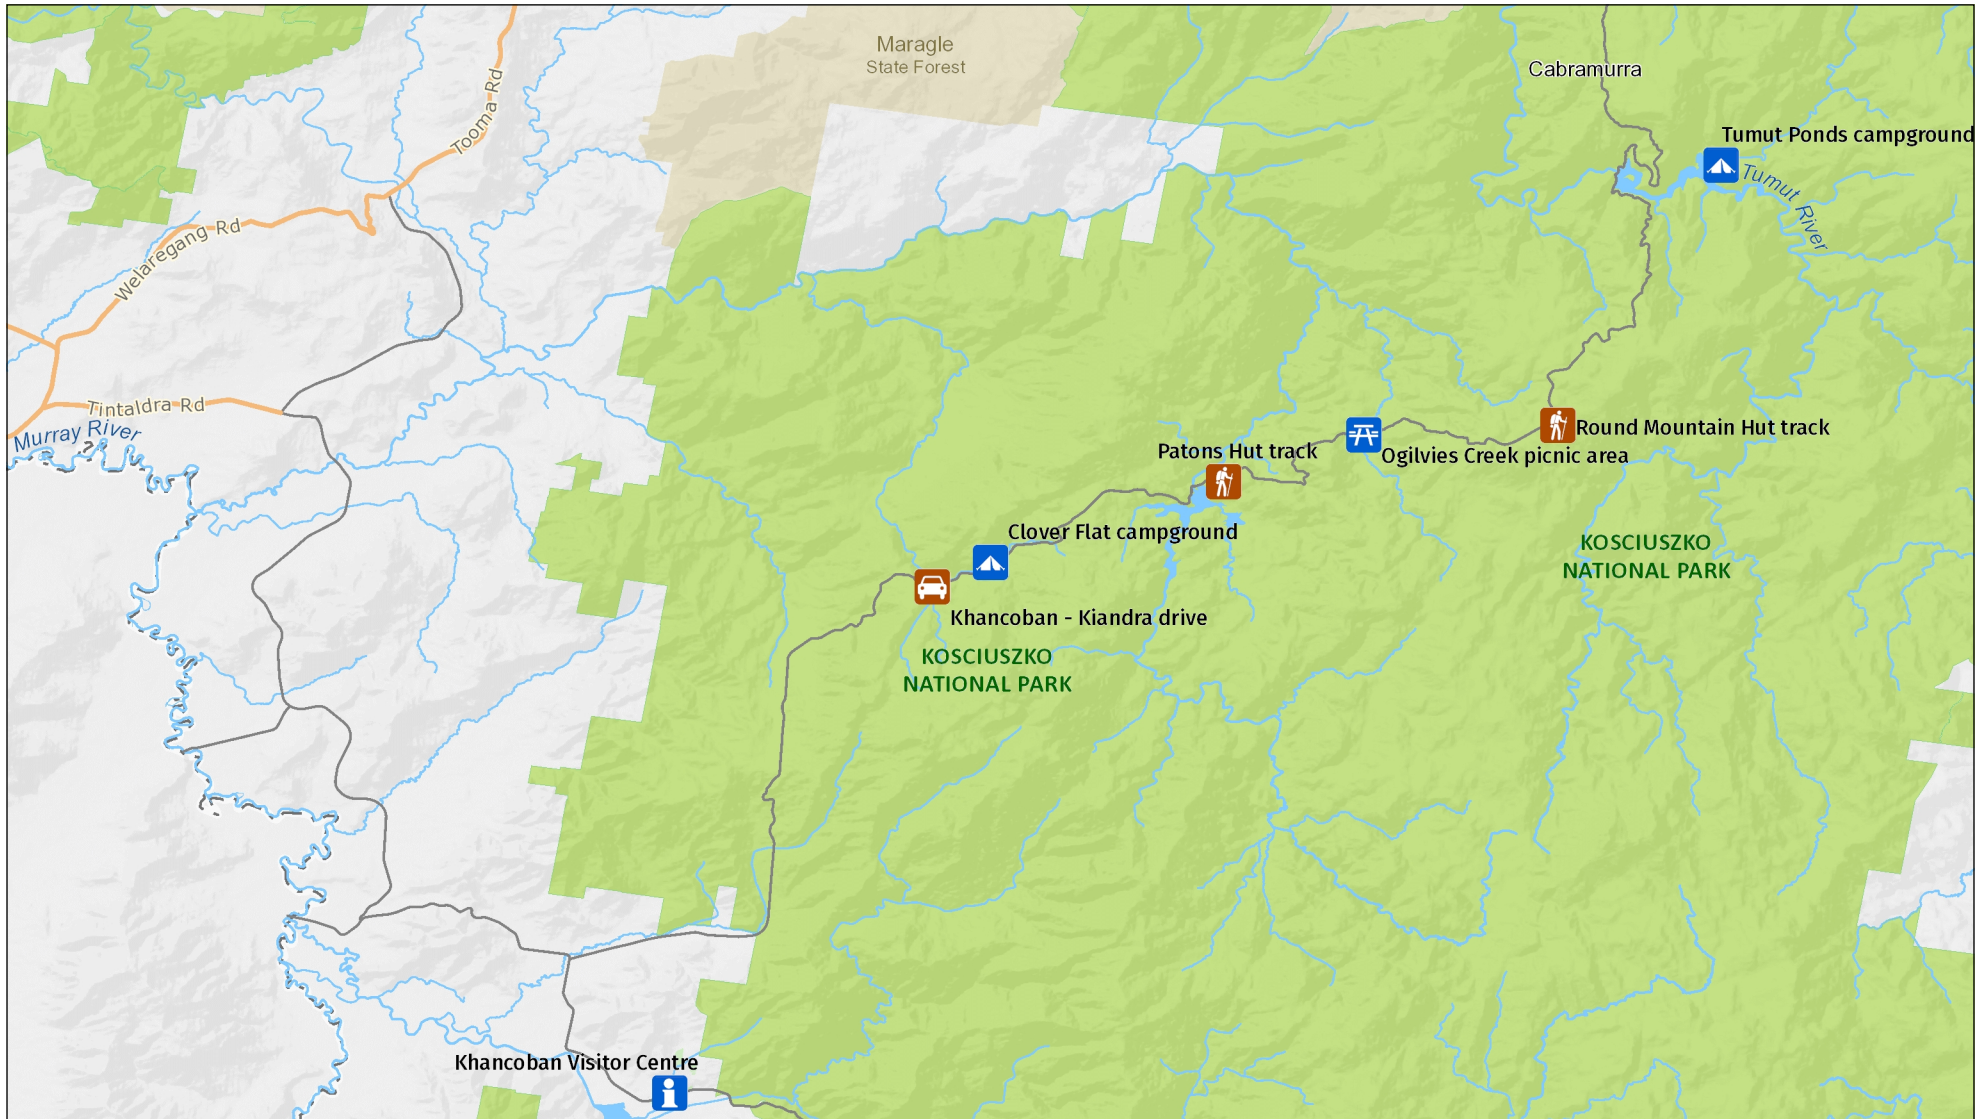 Maragle
State Forest
Cabramurra
Tooma Rd
Tumut Ponds campground
Tumut River
Welaregang Rd
Tintaldra Rd
Murray River
Round Mountain Hut track
Patons Hut track
Ogilvies Creek picnic area
Clover Flat campground
KOSCIUSZKO
NATIONAL PARK
Khancoban - Kiandra drive
KOSCIUSZKO
NATIONAL PARK
Khancoban Visitor Centre